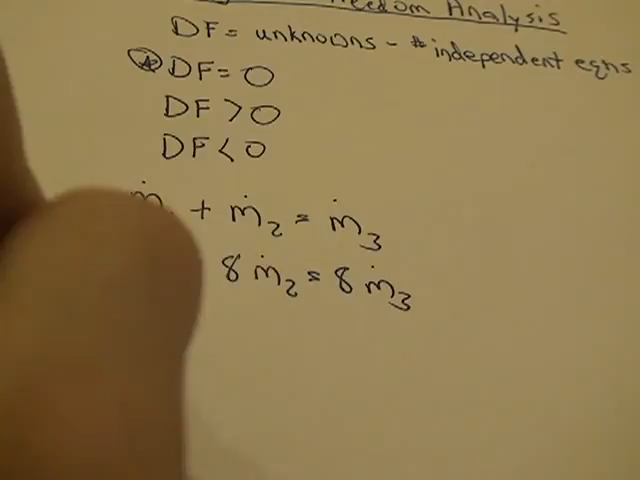 Analysis
DF = unknowns - # independent eqns
DF = 0
DF > 0
DF < 0
ṁ + ṁ₂ = ṁ₃
8 ṁ₂ = 8 ṁ₃